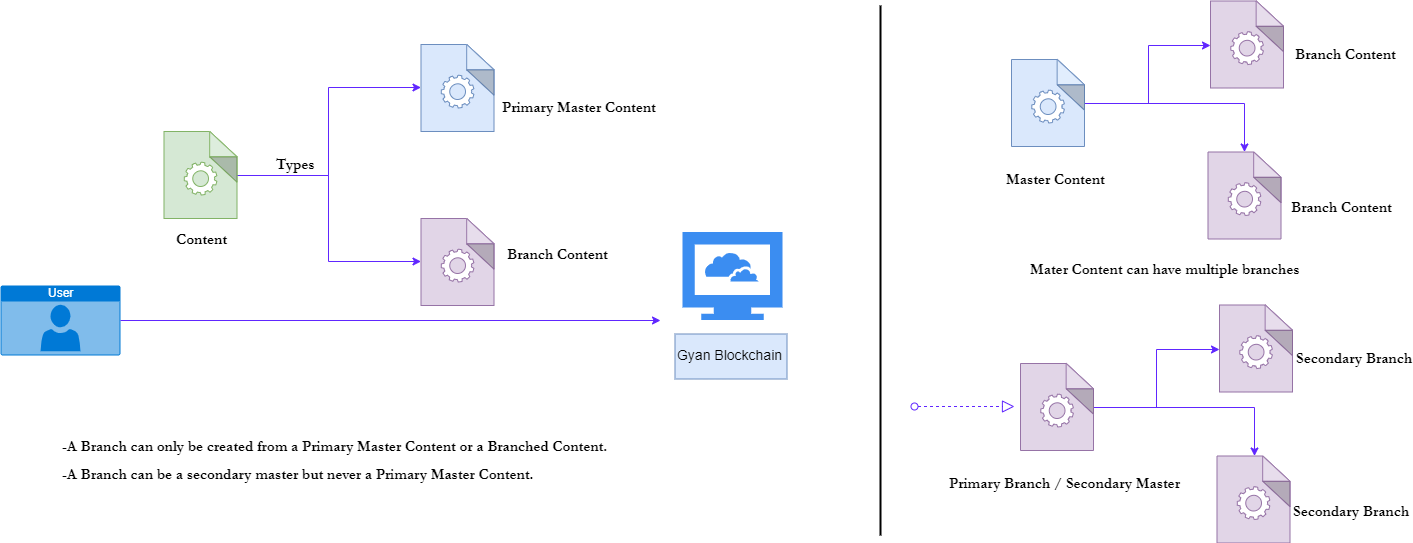 Primary Master Content
Types
Content
Branch Content
User
Gyan Blockchain
-A Branch can only be created from a Primary Master Content or a Branched Content.
-A Branch can be a secondary master but never a Primary Master Content.
Branch Content
Master Content
Branch Content
Mater Content can have multiple branches
Secondary Branch
Primary Branch / Secondary Master
Secondary Branch